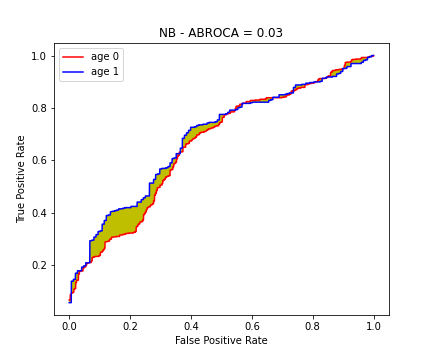 NB - ABROCA = 0.03
age 0
age 1
1.0
0.8
0.6
0.4
0.2
True Positive Rate
0.0 0.2 0.4 0.6 0.8 1.0
False Positive Rate